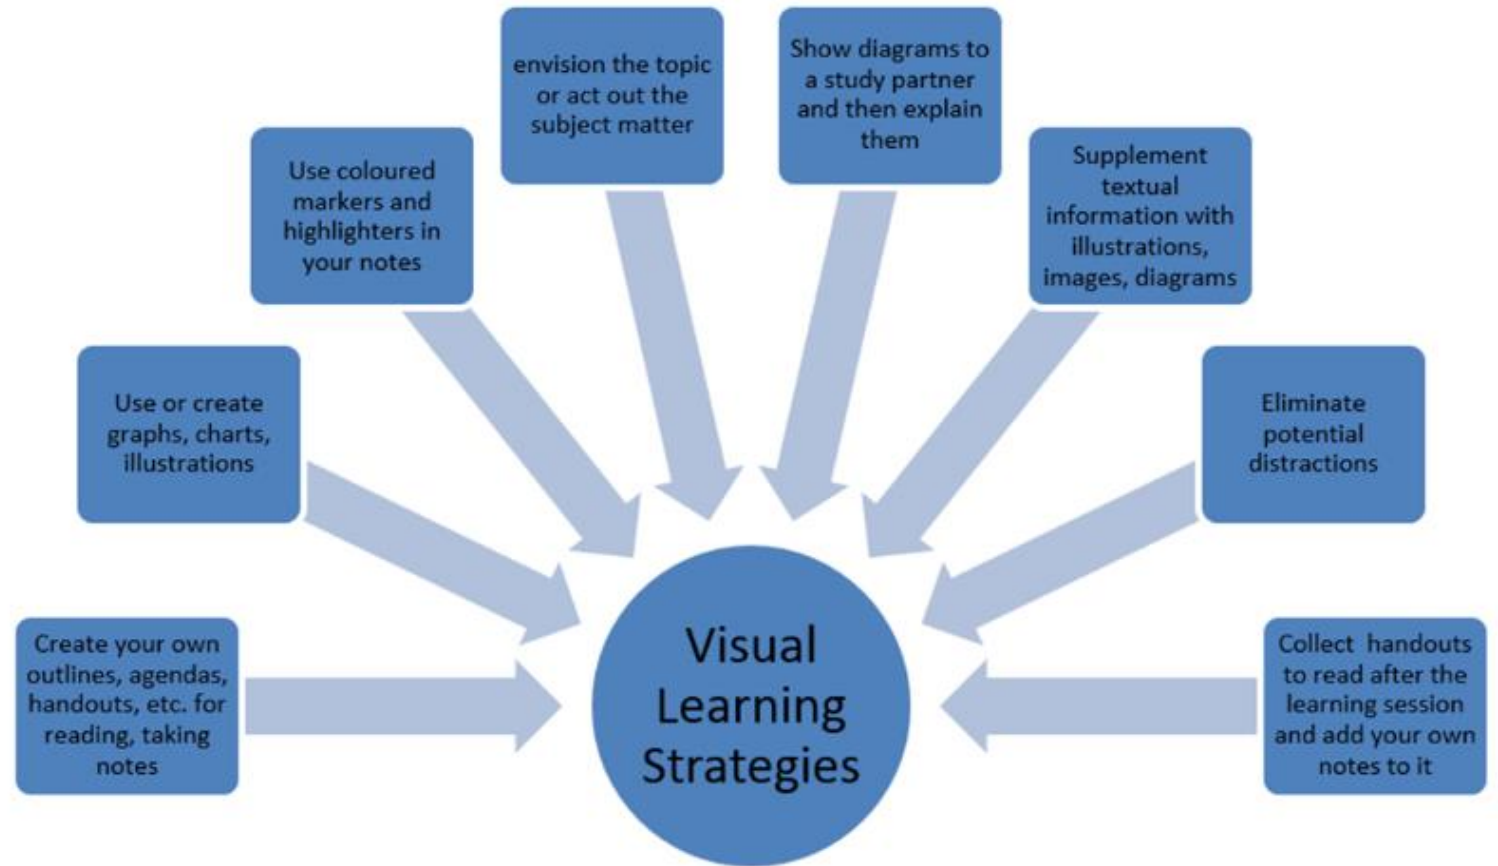 envision the topic
or act out the
subject matter
Show diagrams to
a study partner
and then explain
them
Use coloured
markers and
highlighters in
your notes
Supplement
textual
information with
illustrations,
images, diagrams
Use or create
graphs, charts,
illustrations
Eliminate
potential
distractions
Create your own
outlines, agendas,
handouts, etc. for
reading, taking
notes
Visual
Learning
Strategies
Collect handouts
to read after the
learning session
and add your own
notes to it